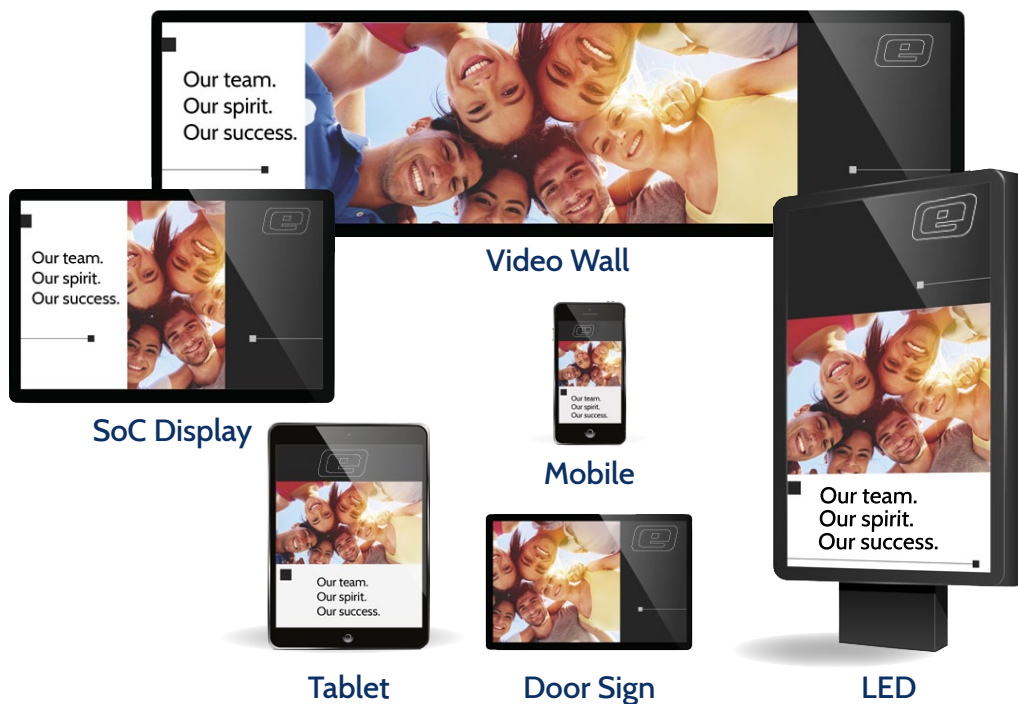 Our team.
Our spirit.
Our success.
e
Video Wall
Our team.
Our spirit.
Our success.
e
SoC Display
e
Our team.
Our spirit.
Our success.
Mobile
e
Our team.
Our spirit.
Our success.
Tablet
e
Door Sign
e
Our team.
Our spirit.
Our success.
LED